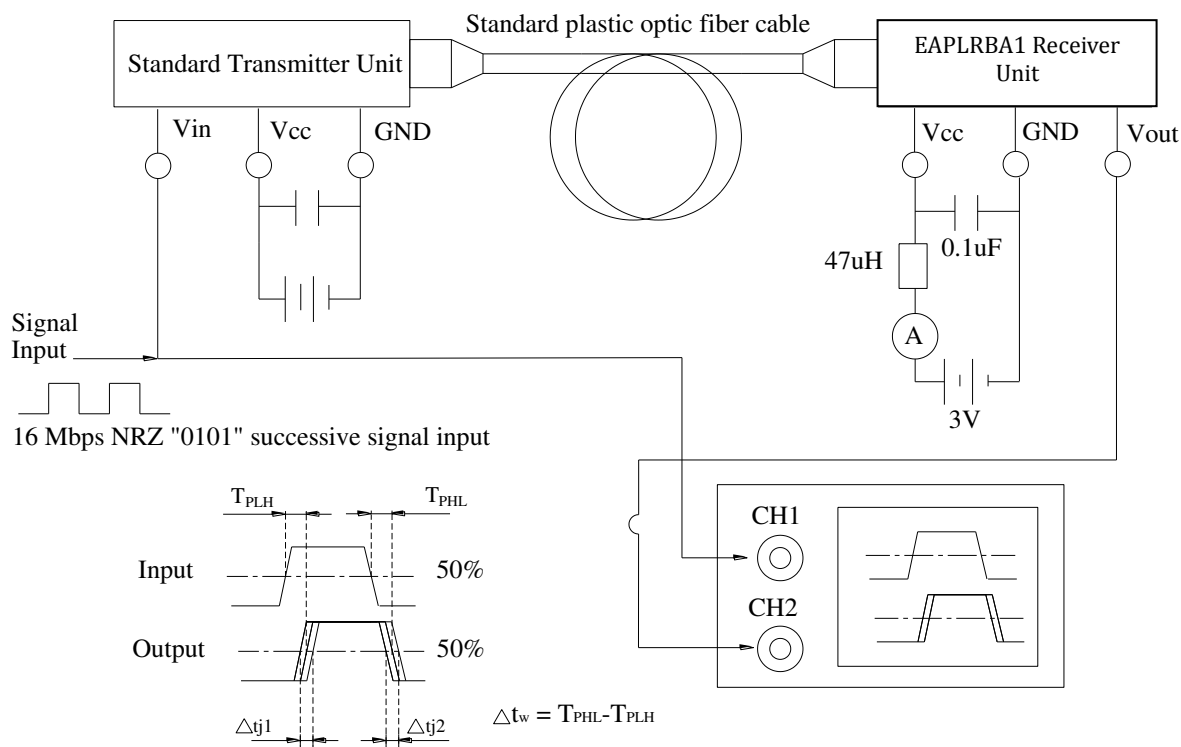 Standard plastic optic fiber cable
Standard Transmitter Unit
EAPLRBA1 Receiver
Unit
Vin
Vcc
GND
Vcc
GND
Vout
0.1uF
47uH
A
3V
Signal
Input
16 Mbps NRZ "0101" successive signal input
TPLH
TPHL
Input
50%
Output
50%
△tj1
△tj2
△tw = TPHL-TPLH
CH1
CH2